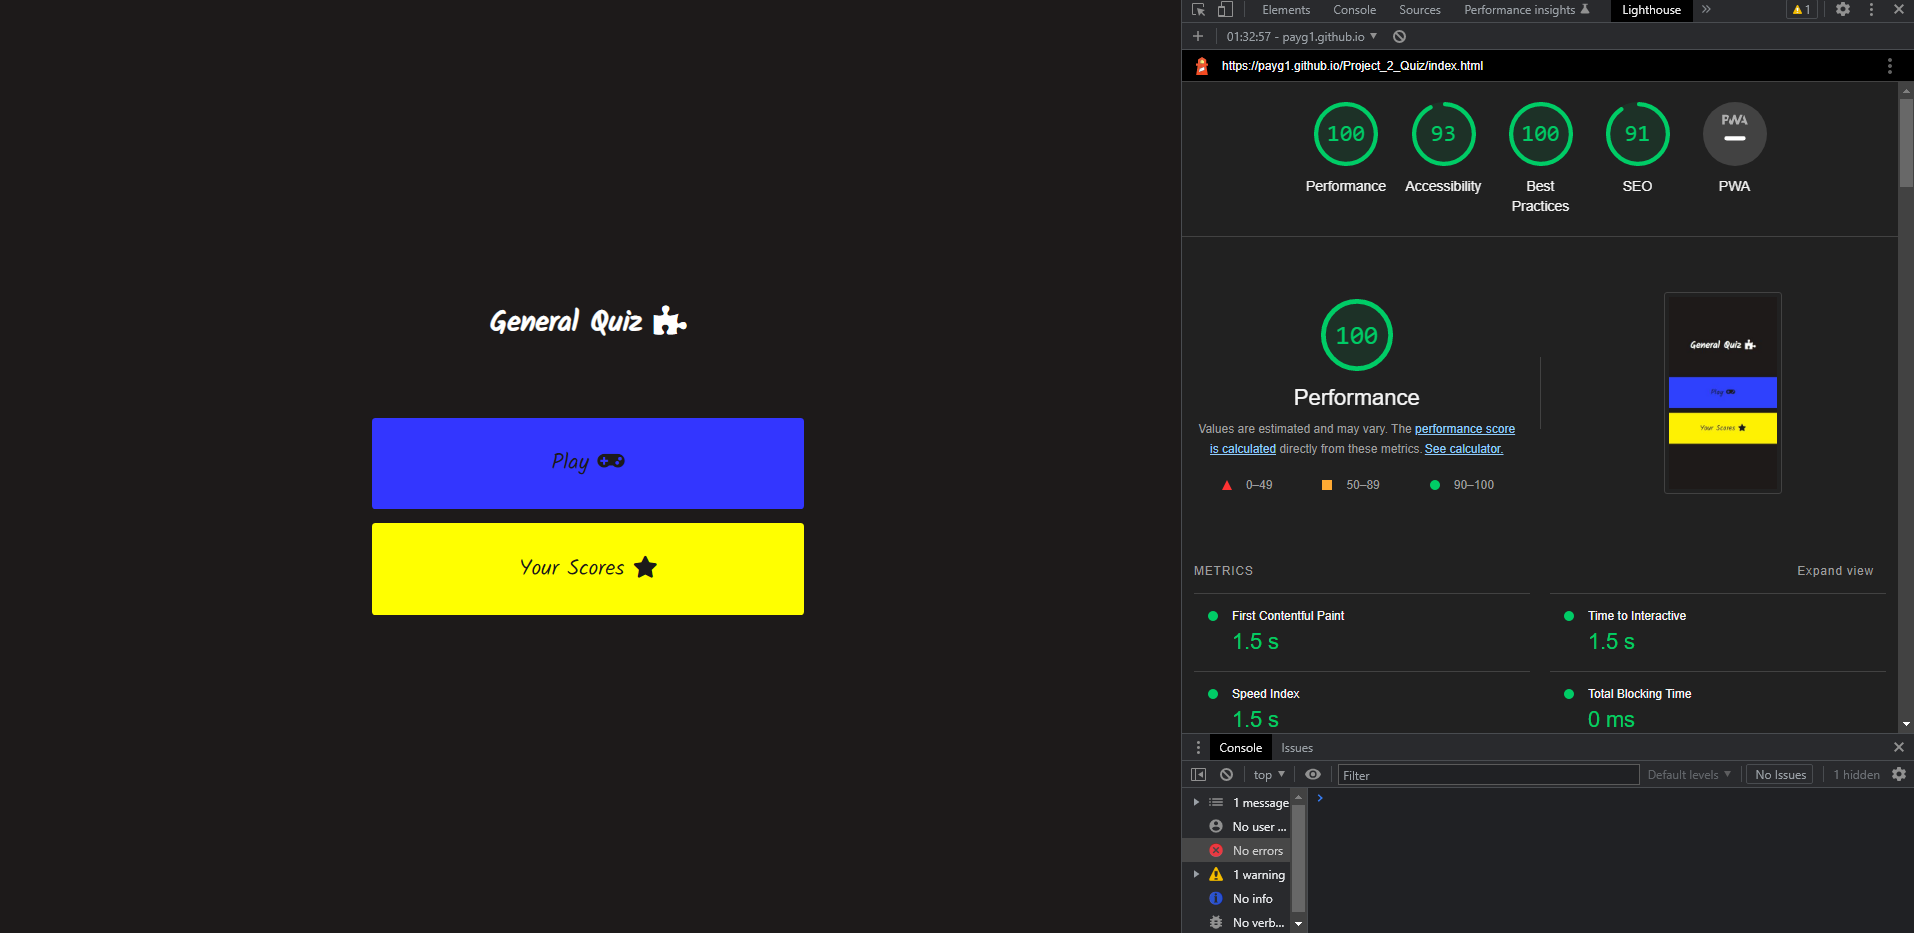 General Quiz
Play
Your Scores
Elements Console Sources Performance insights Lighthouse » 1
01:32:57 - payg1.github.io
https://payg1.github.io/Project_2_Quiz/index.html
100 93 100 91 PWA
Performance Accessibility Best Practices SEO PWA
100
General Quiz
Play
Your Scores
Performance
Values are estimated and may vary. The performance score
is calculated directly from these metrics. See calculator.
0–49 50–89 90–100
METRICS Expand view
First Contentful Paint Time to Interactive
1.5 s 1.5 s
Speed Index Total Blocking Time
1.5 s 0 ms
Console Issues
top Filter Default levels No Issues 1 hidden
1 message
No user ...
No errors
1 warning
No info
No verb...